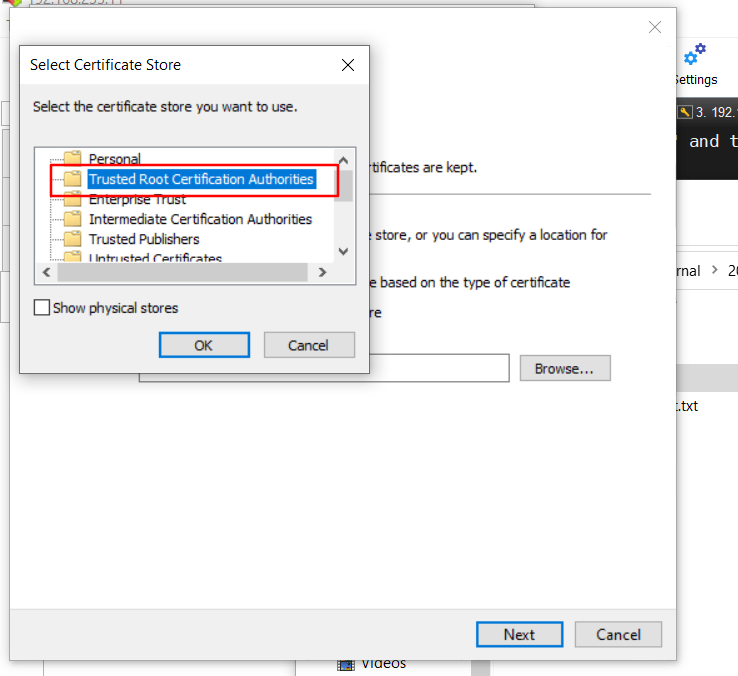 192.168.255.11
Select Certificate Store
Settings
Select the certificate store you want to use.
3. 192.
and t
Personal
Trusted Root Certification Authorities
Enterprise Trust
Intermediate Certification Authorities
Trusted Publishers
Untrusted Certificates
rtificates are kept.
store, or you can specify a location for
rnal > 20
e based on the type of certificate
Show physical stores
re
OK
Cancel
Browse...
t.txt
Next
Cancel
Videos